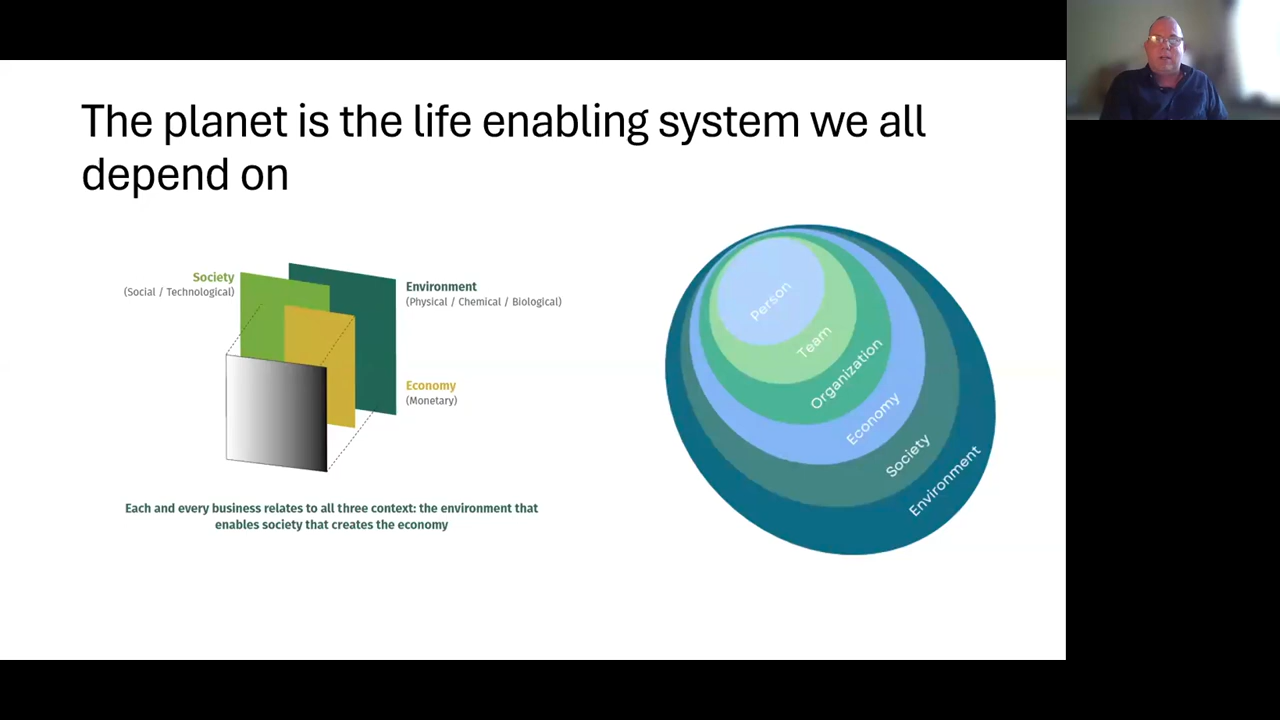 The planet is the life enabling system we all
depend on
Society
(Social / Technological)
Environment
(Physical / Chemical / Biological)
Economy
(Monetary)
Each and every business relates to all three context: the environment that
enables society that creates the economy
Person
Team
Organization
Economy
Society
Environment